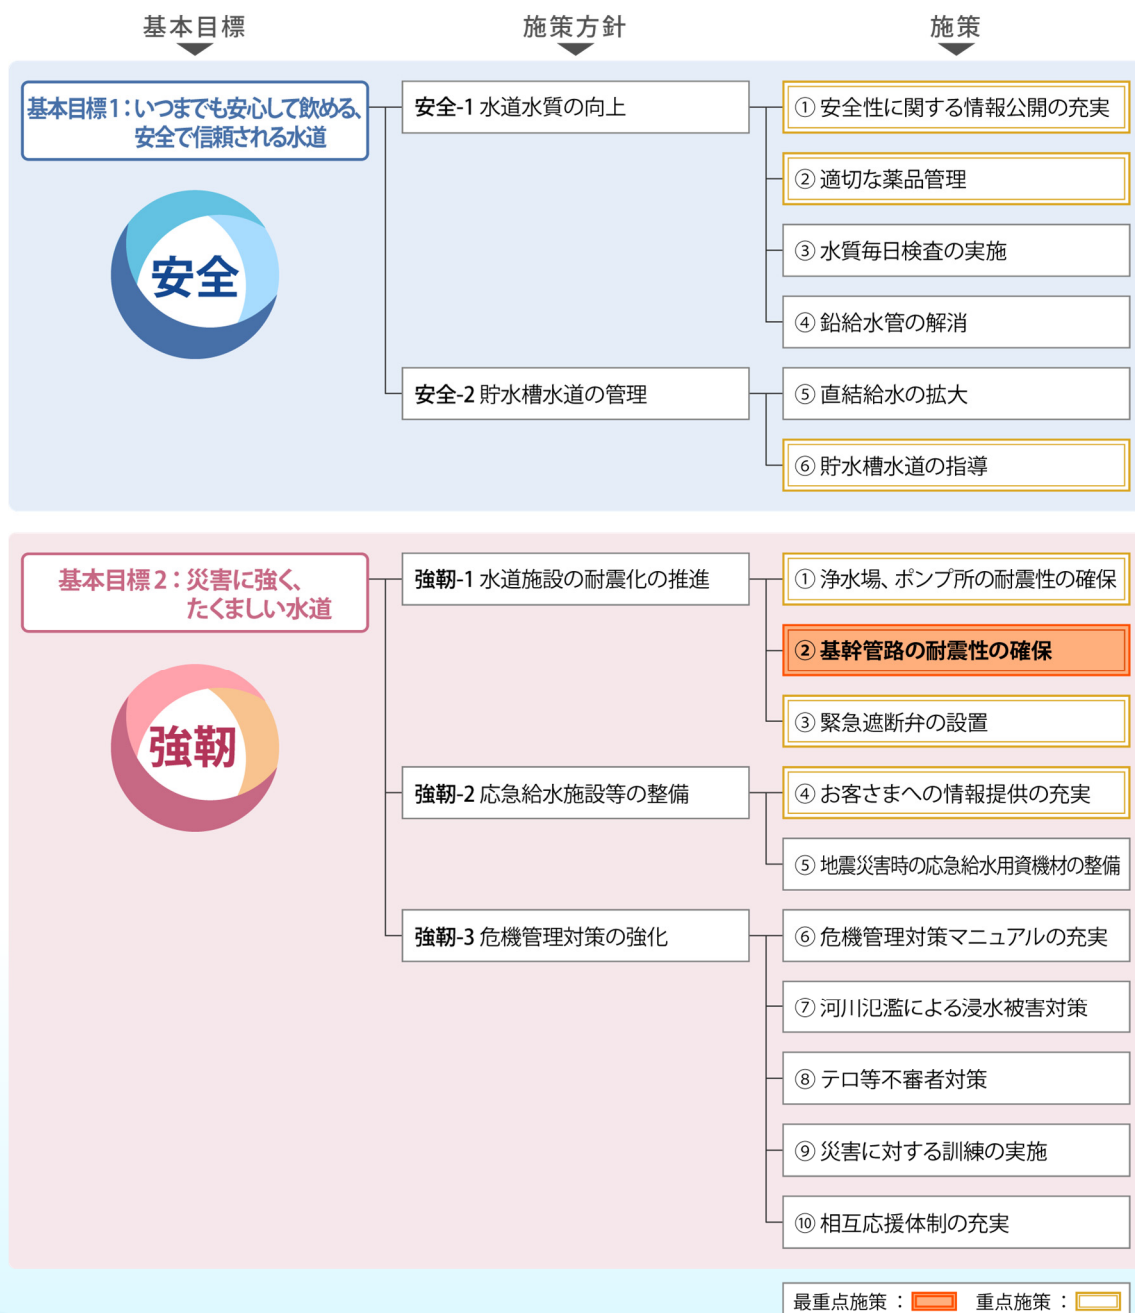 基本目標
施策方針
施策
基本目標1：いつまでも安心して飲める、
安全で信頼される水道
安全
安全-1 水道水質の向上
① 安全性に関する情報公開の充実
② 適切な薬品管理
③ 水質毎日検査の実施
④ 鉛給水管の解消
安全-2 貯水槽水道の管理
⑤ 直結給水の拡大
⑥ 貯水槽水道の指導
基本目標2：災害に強く、
たくましい水道
強靭
強靭-1 水道施設の耐震化の推進
① 浄水場、ポンプ所の耐震性の確保
② 基幹管路の耐震性の確保
③ 緊急遮断弁の設置
強靭-2 応急給水施設等の整備
④ お客さまへの情報提供の充実
⑤ 地震災害時の応急給水用資機材の整備
強靭-3 危機管理対策の強化
⑥ 危機管理対策マニュアルの充実
⑦ 河川氾濫による浸水被害対策
⑧ テロ等不審者対策
⑨ 災害に対する訓練の実施
⑩ 相互応援体制の充実
最重点施策： 重点施策：